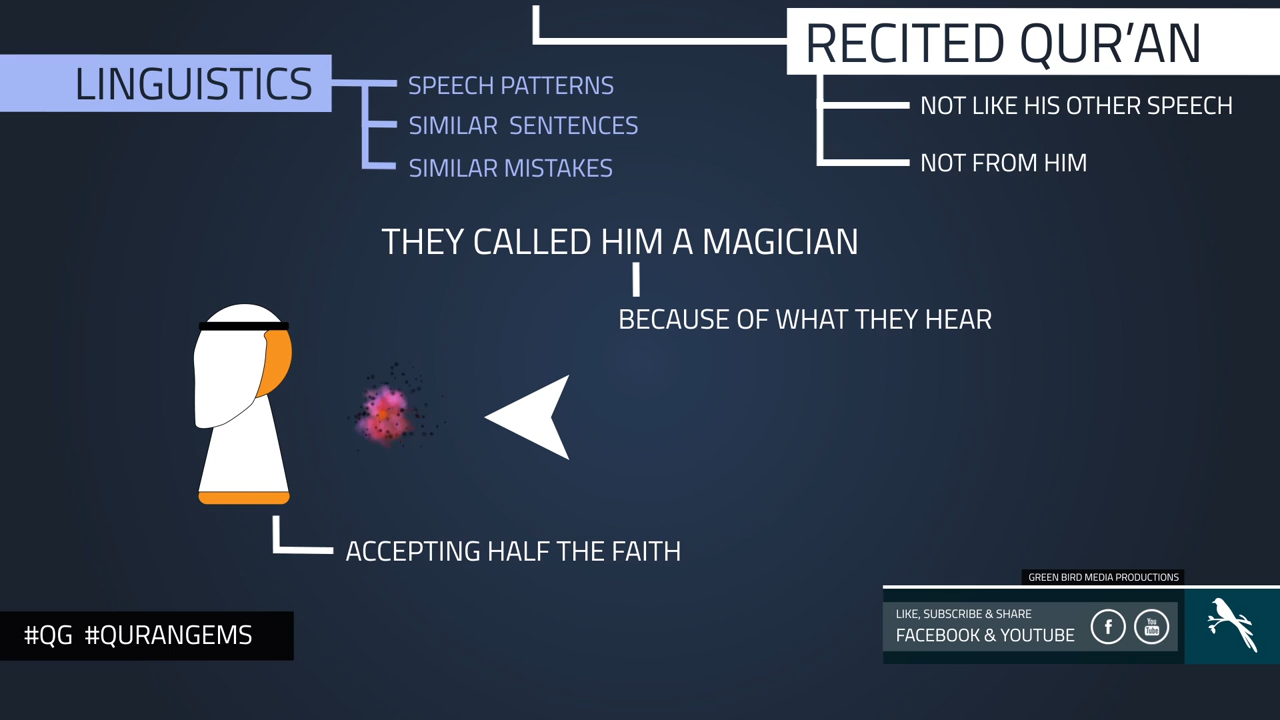 RECITED QUR'AN
LINGUISTICS
SPEECH PATTERNS
SIMILAR SENTENCES
SIMILAR MISTAKES
NOT LIKE HIS OTHER SPEECH
NOT FROM HIM
THEY CALLED HIM A MAGICIAN
BECAUSE OF WHAT THEY HEAR
ACCEPTING HALF THE FAITH
GREEN BIRD MEDIA PRODUCTIONS
LIKE, SUBSCRIBE & SHARE
FACEBOOK & YOUTUBE
f
You
Tube
#QG #QURANGEMS